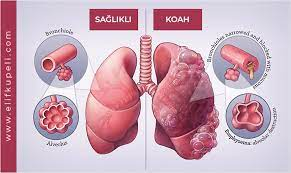 www.elifkupeli.com
SAĞLIKLI
KOAH
Bronchiole
Alveolus
Bronchioles narrowed and blocked with mucus
Emphysema: alveolar destruction